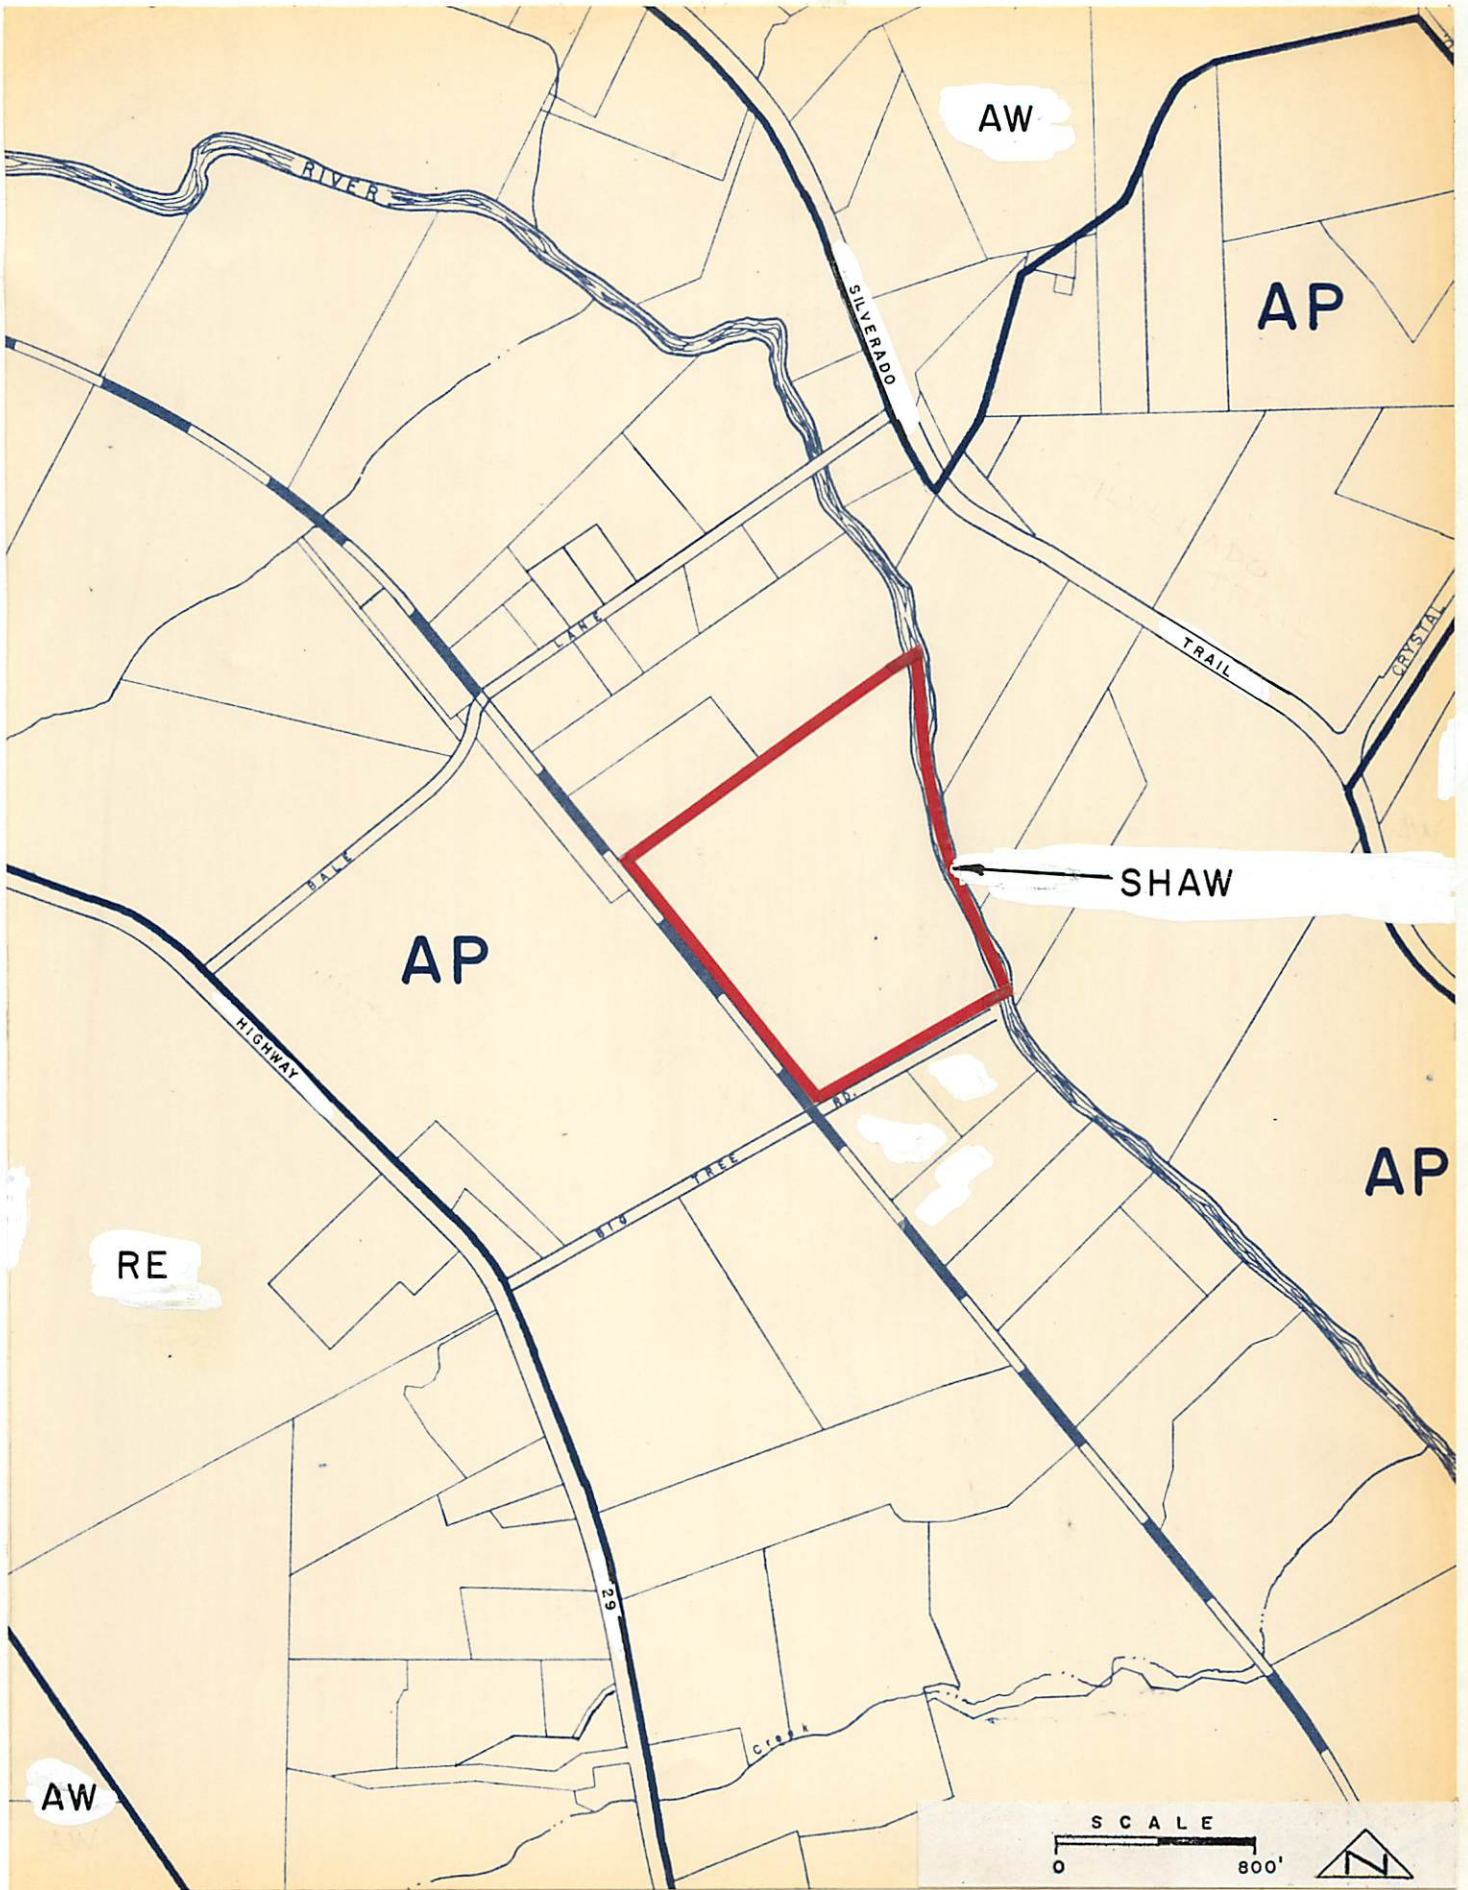 AW
RIVER
AP
SILVERADO
LANE
TRAIL
CRYSTAL
BALE
SHAW
AP
HIGHWAY
RD.
TREE
BIG
AP
RE
29
Creek
AW
SCALE
0 800'
N